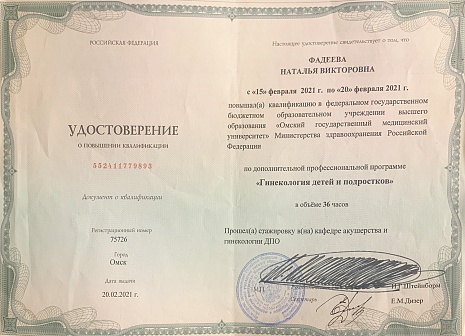 РОССИЙСКАЯ ФЕДЕРАЦИЯ
УДОСТОВЕРЕНИЕ
О ПОВЫШЕНИИ КВАЛИФИКАЦИИ
552411779893
Документ о квалификации
Регистрационный номер
75726
Город
Омск
Дата выдачи
20.02.2021 г.
Настоящее удостоверение свидетельствует о том, что
ФАДЕЕВА
НАТАЛЬЯ ВИКТОРОВНА
с «15» февраля 2021 г. по «20» февраля 2021 г.
повышал(а) квалификацию в федеральном государственном
бюджетном образовательном учреждении высшего
образования «Омский государственный медицинский
университет» Министерства здравоохранения Российской
Федерации
по дополнительной профессиональной программе
«Гинекология детей и подростков»
в объёме 36 часов
Прошел(а) стажировку в(на) кафедре акушерства и
гинекологии ДПО
М.П.
Секретарь
Е.М.Дизер